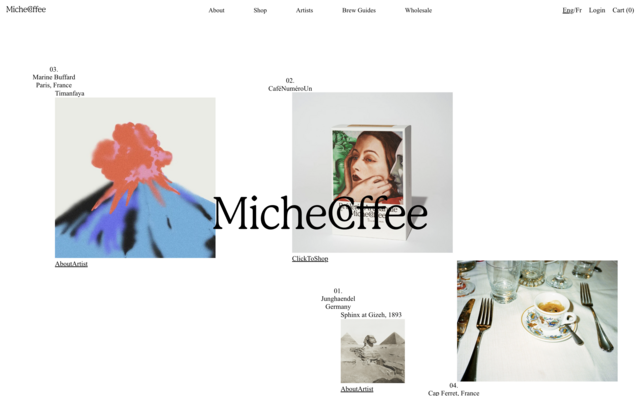 MicheCoffee
About
Shop
Artists
Brew Guides
Wholesale
Eng/Fr
Login
Cart (0)
03.
Marine Buffard
Paris, France
Timanfaya
AboutArtist
02.
CaféNuméroUn
MicheCoffee
ClickToShop
01.
Junghaendel
Germany
Sphinx at Gizeh, 1893
AboutArtist
04.
Cap Ferret, France